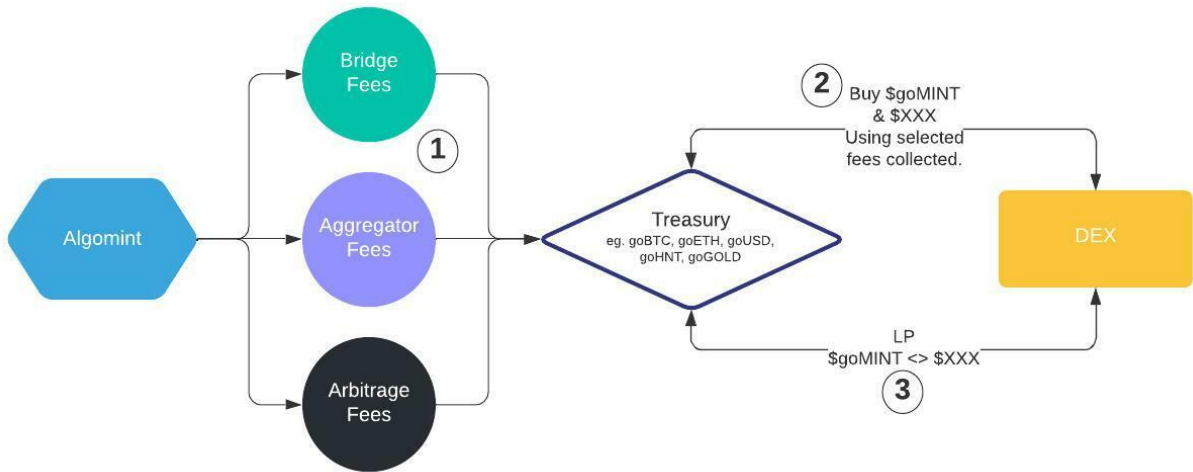 Algomint
Bridge
Fees
1
Aggregator
Fees
Arbitrage
Fees
Treasury
eg. goBTC, goETH, goUSD,
goHNT, goGOLD
2
Buy $goMINT
& $XXX
Using selected
fees collected.
DEX
LP
$goMINT <> $XXX
3